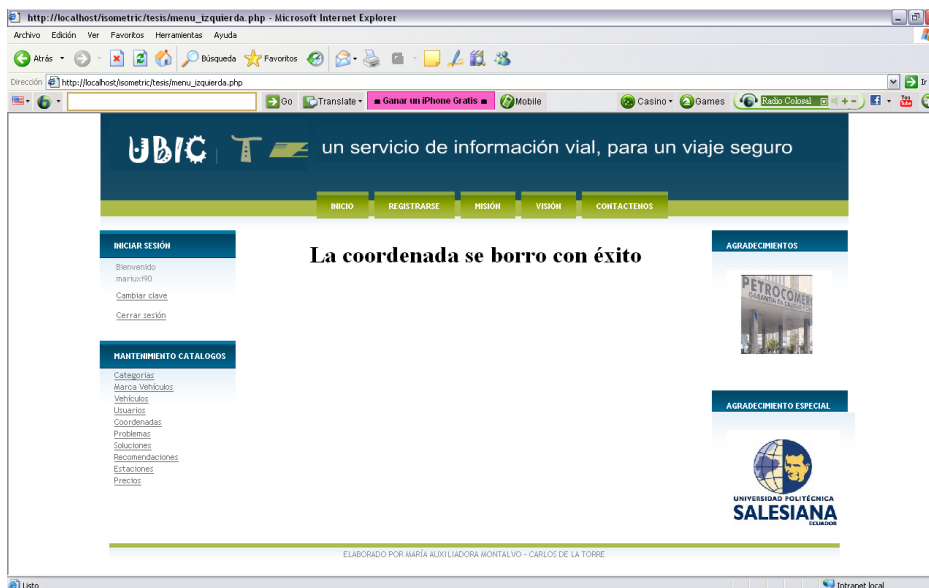 http://localhost/isometric/tesis/menu_izquierda.php - Microsoft Internet Explorer
Archivo Edición Ver Favoritos Herramientas Ayuda
Atrás Búsqueda Favoritos
Dirección http://localhost/isometric/tesis/menu_izquierda.php Ir
Go Translate Ganar un iPhone Gratis Mobile Casino Games Radio Colosal
UBIC T un servicio de información vial, para un viaje seguro
INICIO REGISTRARSE MISIÓN VISIÓN CONTACTENOS
INICIAR SESIÓN
Bienvenido
mariuxi90
Cambiar clave
Cerrar sesión
MANTENIMIENTO CATALOGOS
Categorías
Marca Vehículos
Vehículos
Usuarios
Coordenadas
Problemas
Soluciones
Recomendaciones
Estaciones
Precios
La coordenada se borro con éxito
AGRADECIMIENTOS
PETROCOMER
AGRADECIMIENTO ESPECIAL
UNIVERSIDAD POLITÉCNICA
SALESIANA
ECUADOR
ELABORADO POR MARÍA AUXILIADORA MONTALVO - CARLOS DE LA TORRE
Listo Intranet local